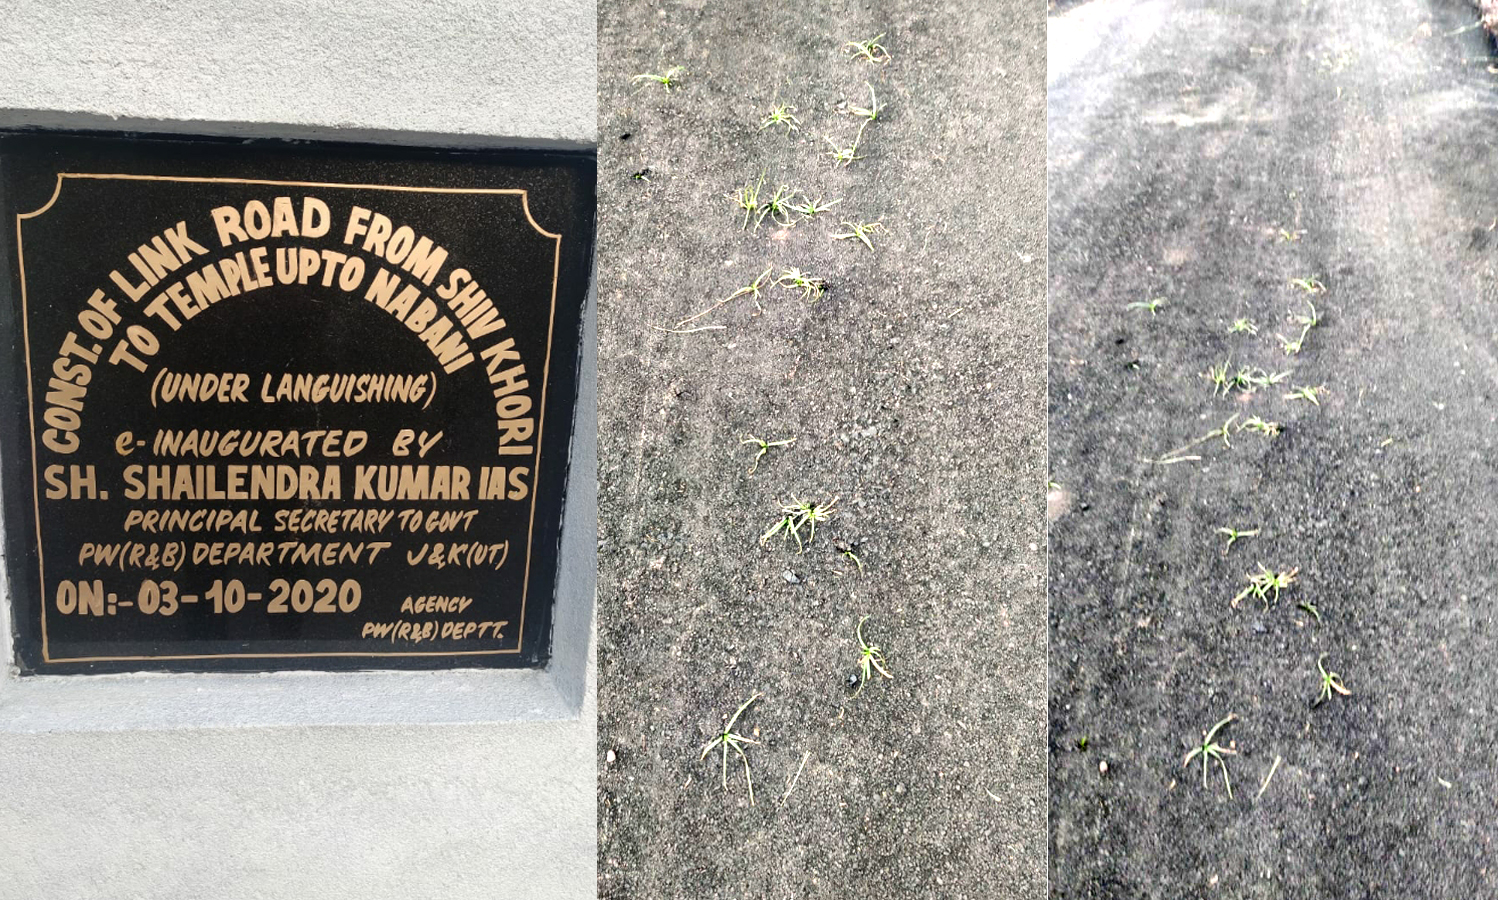 CONST. OF LINK ROAD FROM SHIV KHORI
TO TEMPLE UPTO NABANI
(UNDER LANGUISHING)
e-INAUGURATED BY
SH. SHAILENDRA KUMAR IAS
PRINCIPAL SECRETARY TO GOVT
PW(R&B) DEPARTMENT J&K(UT)
ON:-03-10-2020
AGENCY
PW(R&B) DEPTT.